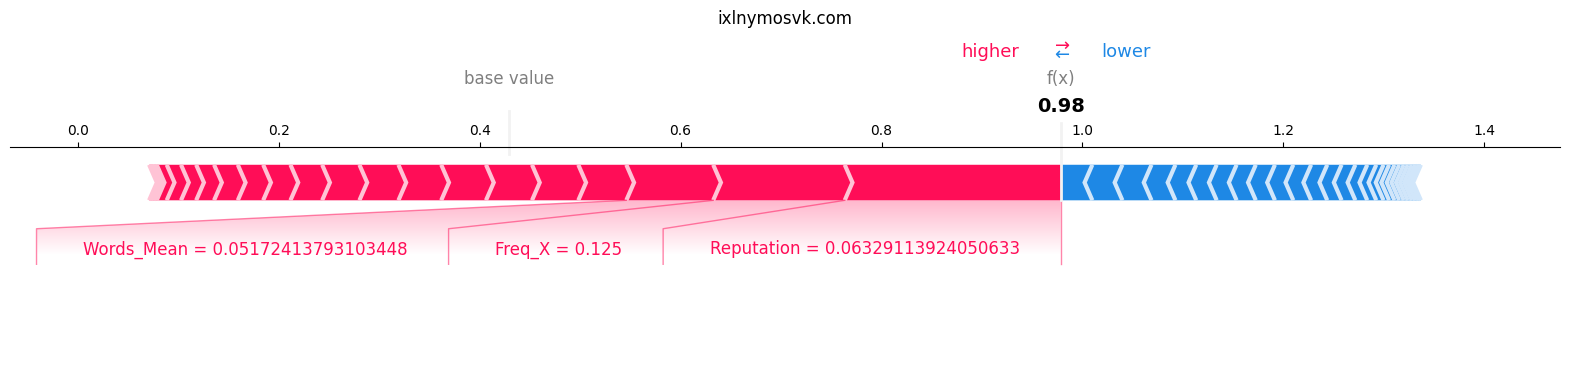 ixlnymosvk.com
higher → ← lower
base value f(x)
0.98
0.0 0.2 0.4 0.6 0.8 1.0 1.2 1.4
Words_Mean = 0.05172413793103448 Freq_X = 0.125 Reputation = 0.06329113924050633